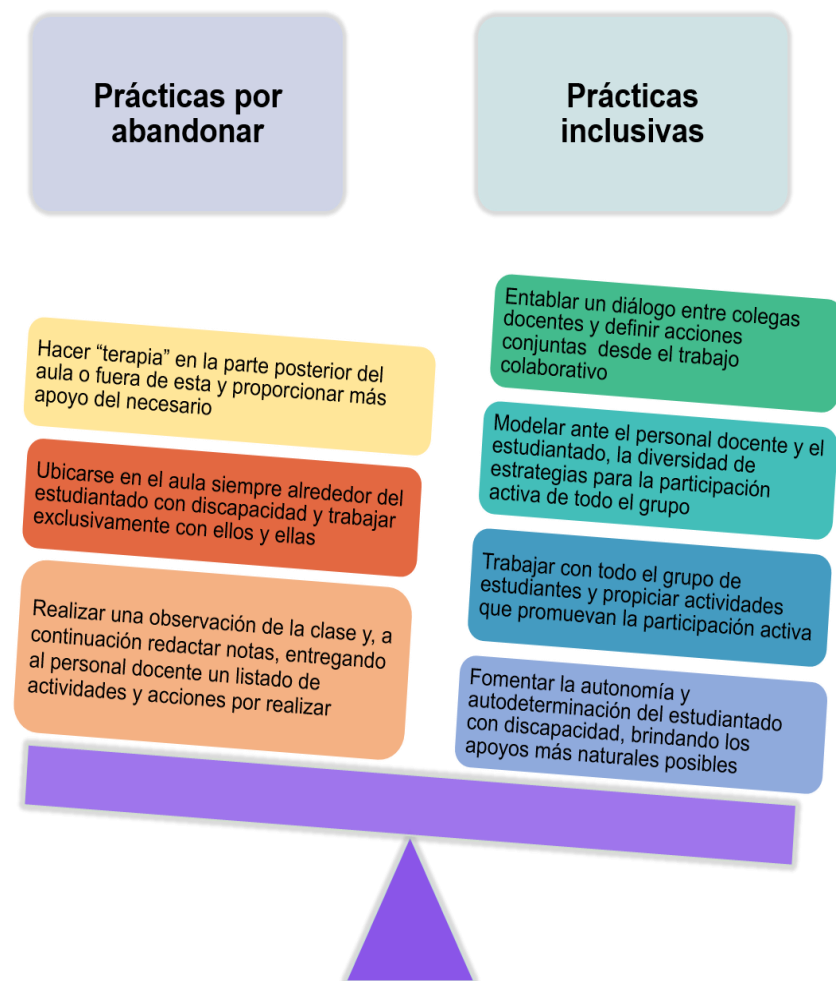 Prácticas por
abandonar
Prácticas
inclusivas
Hacer “terapia” en la parte posterior del
aula o fuera de esta y proporcionar más
apoyo del necesario
Ubicarse en el aula siempre alrededor del
estudiantado con discapacidad y trabajar
exclusivamente con ellos y ellas
Realizar una observación de la clase y, a
continuación redactar notas, entregando
al personal docente un listado de
actividades y acciones por realizar
Entablar un diálogo entre colegas
docentes y definir acciones
conjuntas desde el trabajo
colaborativo
Modelar ante el personal docente y el
estudiantado, la diversidad de
estrategias para la participación
activa de todo el grupo
Trabajar con todo el grupo de
estudiantes y propiciar actividades
que promuevan la participación activa
Fomentar la autonomía y
autodeterminación del estudiantado
con discapacidad, brindando los
apoyos más naturales posibles